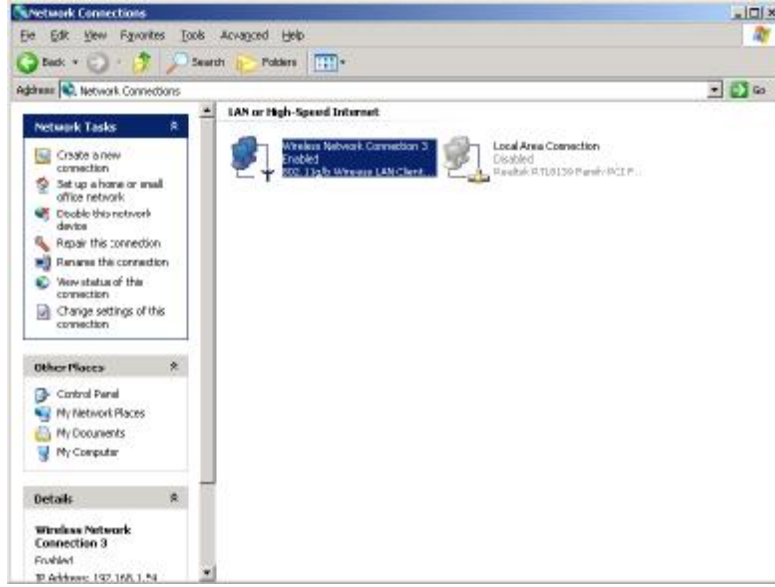 Network Connections
File Edit View Favorites Tools Advanced Help
Back Search Folders
Address Network Connections Go
LAN or High-Speed Internet
Network Tasks
Create a new
connection
Set up a home or small
office network
Disable this network
device
Repair this connection
Rename this connection
View status of this
connection
Change settings of this
connection
Other Places
Control Panel
My Network Places
My Documents
My Computer
Details
Wireless Network
Connection 3
Enabled
IP Address: 192.168.1.54
Wireless Network Connection 3
Enabled
802.11g/b Wireless LAN Client...
Local Area Connection
Disabled
Realtek RTL8139 Family PCI F...